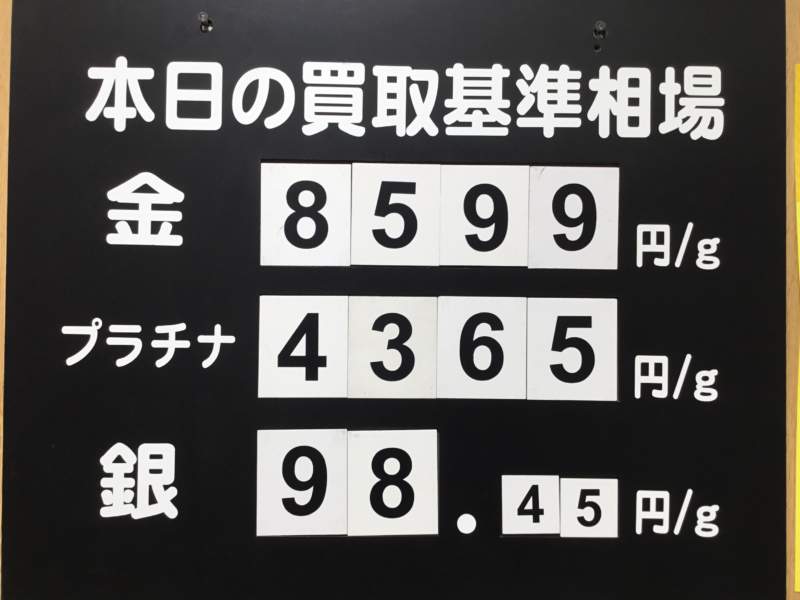 本日の買取基準相場
金 8599 円/g
プラチナ 4365 円/g
銀 98.45 円/g